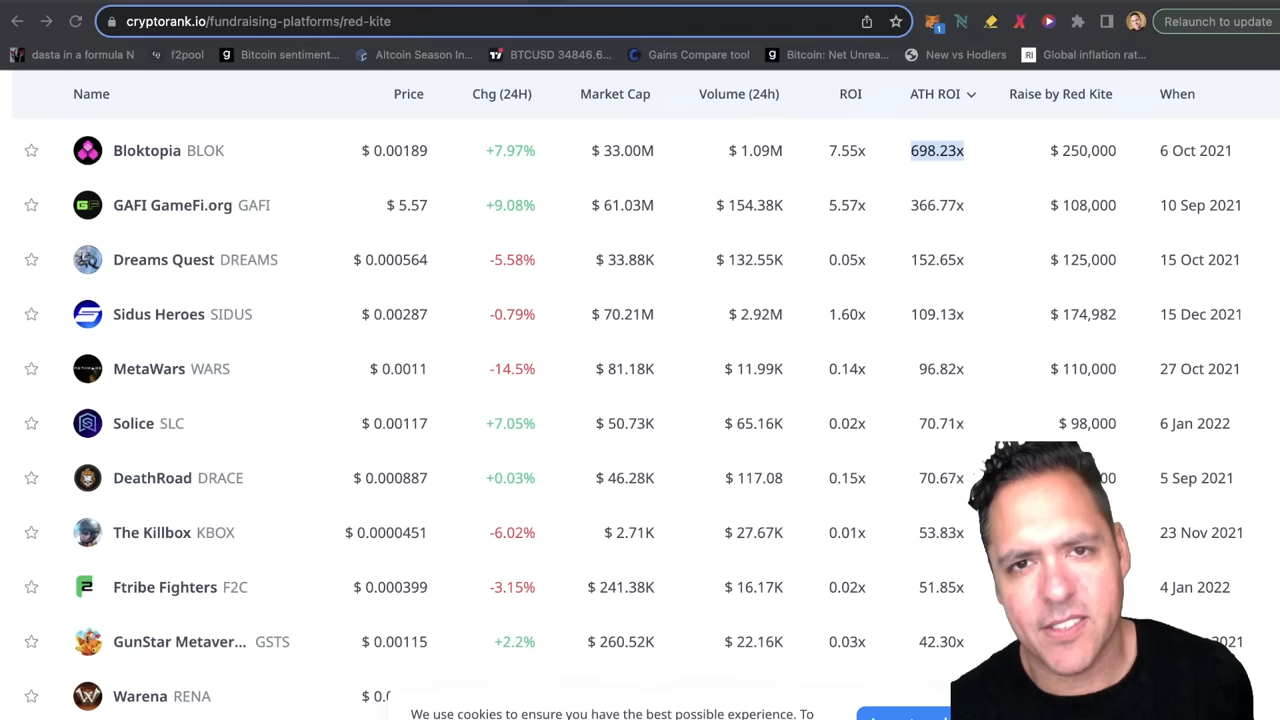 cryptorank.io/fundraising-platforms/red-kite
Relaunch to update
1
dasta in a formula N
f2pool
Bitcoin sentiment...
Altcoin Season In...
BTCUSD 34846.6...
Gains Compare tool
Bitcoin: Net Unrea...
New vs Hodlers
RI Global inflation rat...
Name Price Chg (24H) Market Cap Volume (24h) ROI ATH ROI Raise by Red Kite When
Bloktopia BLOK $ 0.00189 +7.97% $ 33.00M $ 1.09M 7.55x 698.23x $ 250,000 6 Oct 2021
GAFI GameFi.org GAFI $ 5.57 +9.08% $ 61.03M $ 154.38K 5.57x 366.77x $ 108,000 10 Sep 2021
Dreams Quest DREAMS $ 0.000564 -5.58% $ 33.88K $ 132.55K 0.05x 152.65x $ 125,000 15 Oct 2021
Sidus Heroes SIDUS $ 0.00287 -0.79% $ 70.21M $ 2.92M 1.60x 109.13x $ 174,982 15 Dec 2021
MetaWars WARS $ 0.0011 -14.5% $ 81.18K $ 11.99K 0.14x 96.82x $ 110,000 27 Oct 2021
Solice SLC $ 0.00117 +7.05% $ 50.73K $ 65.16K 0.02x 70.71x $ 98,000 6 Jan 2022
DeathRoad DRACE $ 0.000887 +0.03% $ 46.28K $ 117.08 0.15x 70.67x 5 Sep 2021
The Killbox KBOX $ 0.0000451 -6.02% $ 2.71K $ 27.67K 0.01x 53.83x 23 Nov 2021
Ftribe Fighters F2C $ 0.000399 -3.15% $ 241.38K $ 16.17K 0.02x 51.85x 4 Jan 2022
GunStar Metaver... GSTS $ 0.00115 +2.2% $ 260.52K $ 22.16K 0.03x 42.30x 2021
Warena RENA
We use cookies to ensure you have the best possible experience. To